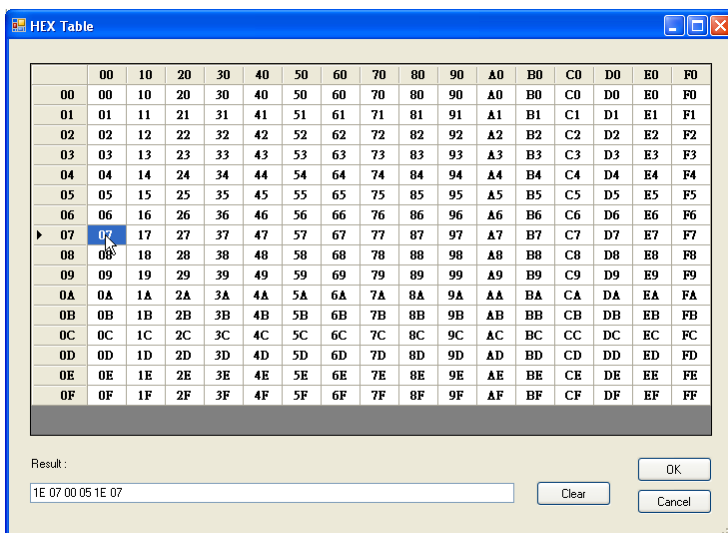 HEX Table
00 10 20 30 40 50 60 70 80 90 A0 B0 C0 D0 E0 F0
00 00 10 20 30 40 50 60 70 80 90 A0 B0 C0 D0 E0 F0
01 01 11 21 31 41 51 61 71 81 91 A1 B1 C1 D1 E1 F1
02 02 12 22 32 42 52 62 72 82 92 A2 B2 C2 D2 E2 F2
03 03 13 23 33 43 53 63 73 83 93 A3 B3 C3 D3 E3 F3
04 04 14 24 34 44 54 64 74 84 94 A4 B4 C4 D4 E4 F4
05 05 15 25 35 45 55 65 75 85 95 A5 B5 C5 D5 E5 F5
06 06 16 26 36 46 56 66 76 86 96 A6 B6 C6 D6 E6 F6
07 07 17 27 37 47 57 67 77 87 97 A7 B7 C7 D7 E7 F7
08 08 18 28 38 48 58 68 78 88 98 A8 B8 C8 D8 E8 F8
09 09 19 29 39 49 59 69 79 89 99 A9 B9 C9 D9 E9 F9
0A 0A 1A 2A 3A 4A 5A 6A 7A 8A 9A AA BA CA DA EA FA
0B 0B 1B 2B 3B 4B 5B 6B 7B 8B 9B AB BB CB DB EB FB
0C 0C 1C 2C 3C 4C 5C 6C 7C 8C 9C AC BC CC DC EC FC
0D 0D 1D 2D 3D 4D 5D 6D 7D 8D 9D AD BD CD DD ED FD
0E 0E 1E 2E 3E 4E 5E 6E 7E 8E 9E AE BE CE DE EE FE
0F 0F 1F 2F 3F 4F 5F 6F 7F 8F 9F AF BF CF DF EF FF
Result :
OK
1E 07 00 05 1E 07
Clear
Cancel